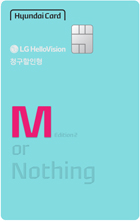 Hyundai Card
LG HelloVision
청구할인형
M
or
Nothing